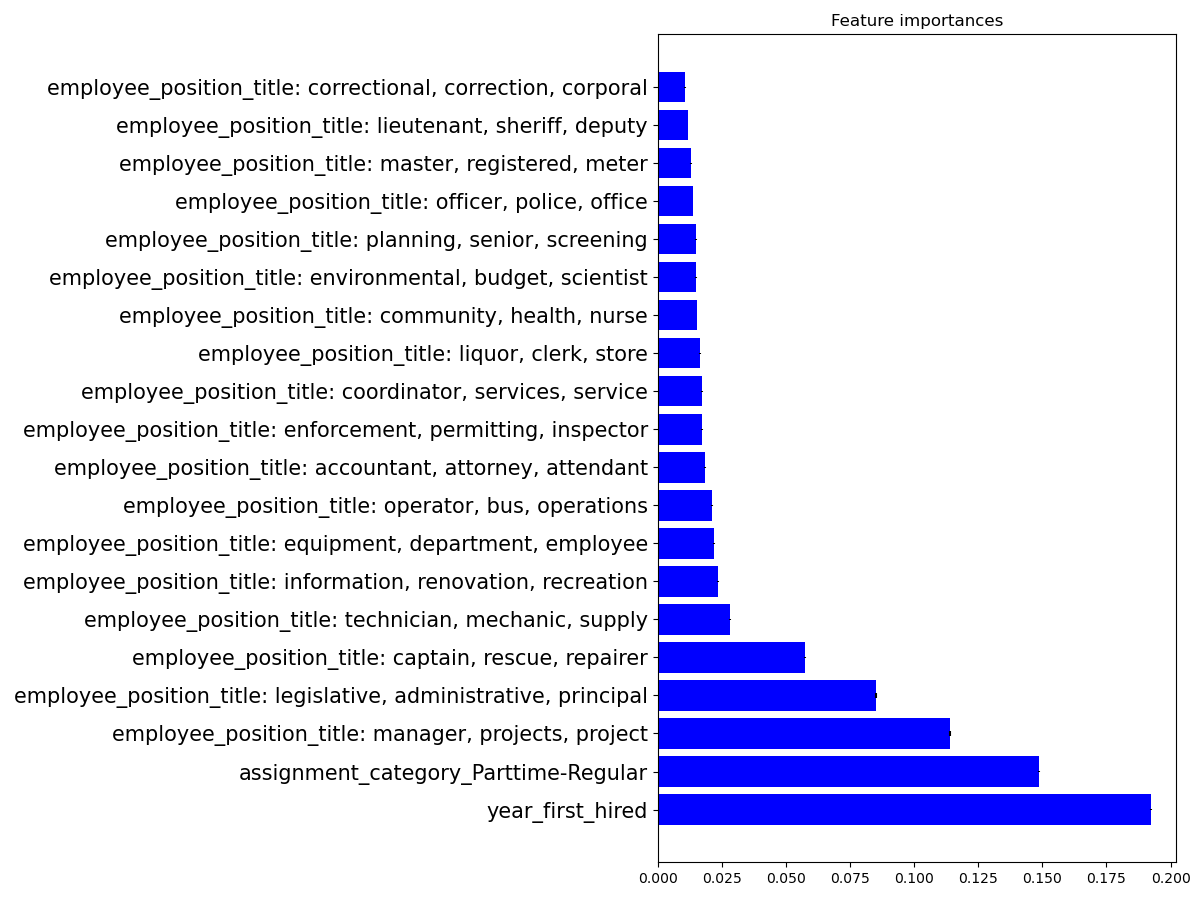 Feature importances
employee_position_title: correctional, correction, corporal
employee_position_title: lieutenant, sheriff, deputy
employee_position_title: master, registered, meter
employee_position_title: officer, police, office
employee_position_title: planning, senior, screening
employee_position_title: environmental, budget, scientist
employee_position_title: community, health, nurse
employee_position_title: liquor, clerk, store
employee_position_title: coordinator, services, service
employee_position_title: enforcement, permitting, inspector
employee_position_title: accountant, attorney, attendant
employee_position_title: operator, bus, operations
employee_position_title: equipment, department, employee
employee_position_title: information, renovation, recreation
employee_position_title: technician, mechanic, supply
employee_position_title: captain, rescue, repairer
employee_position_title: legislative, administrative, principal
employee_position_title: manager, projects, project
assignment_category_Parttime-Regular
year_first_hired
0.000 0.025 0.050 0.075 0.100 0.125 0.150 0.175 0.200